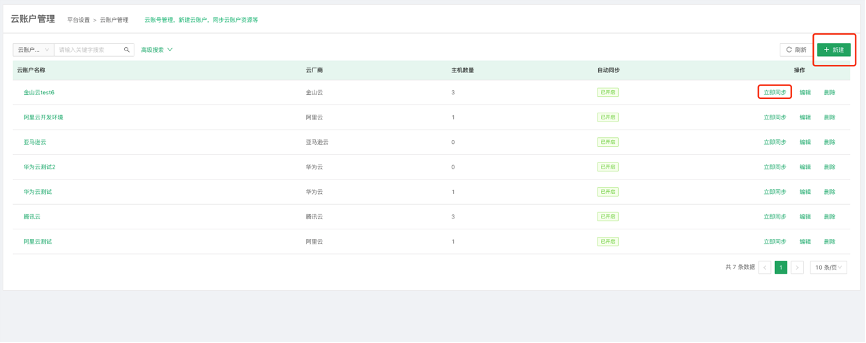 云账户管理 平台设置 > 云账户管理 云账号管理，新建云账户，同步云账户资源等
云账户... 请输入关键字搜索 高级搜索 刷新 + 新建
云账户名称 云厂商 主机数量 自动同步 操作
金山云test6 金山云 3 已开启 立即同步 编辑 删除
阿里云开发环境 阿里云 1 已开启 立即同步 编辑 删除
亚马逊云 亚马逊云 0 已开启 立即同步 编辑 删除
华为云测试2 华为云 0 已开启 立即同步 编辑 删除
华为云测试 华为云 1 已开启 立即同步 编辑 删除
腾讯云 腾讯云 3 已开启 立即同步 编辑 删除
阿里云测试 阿里云 1 已开启 立即同步 编辑 删除
共 7 条数据 < 1 > 10 条/页